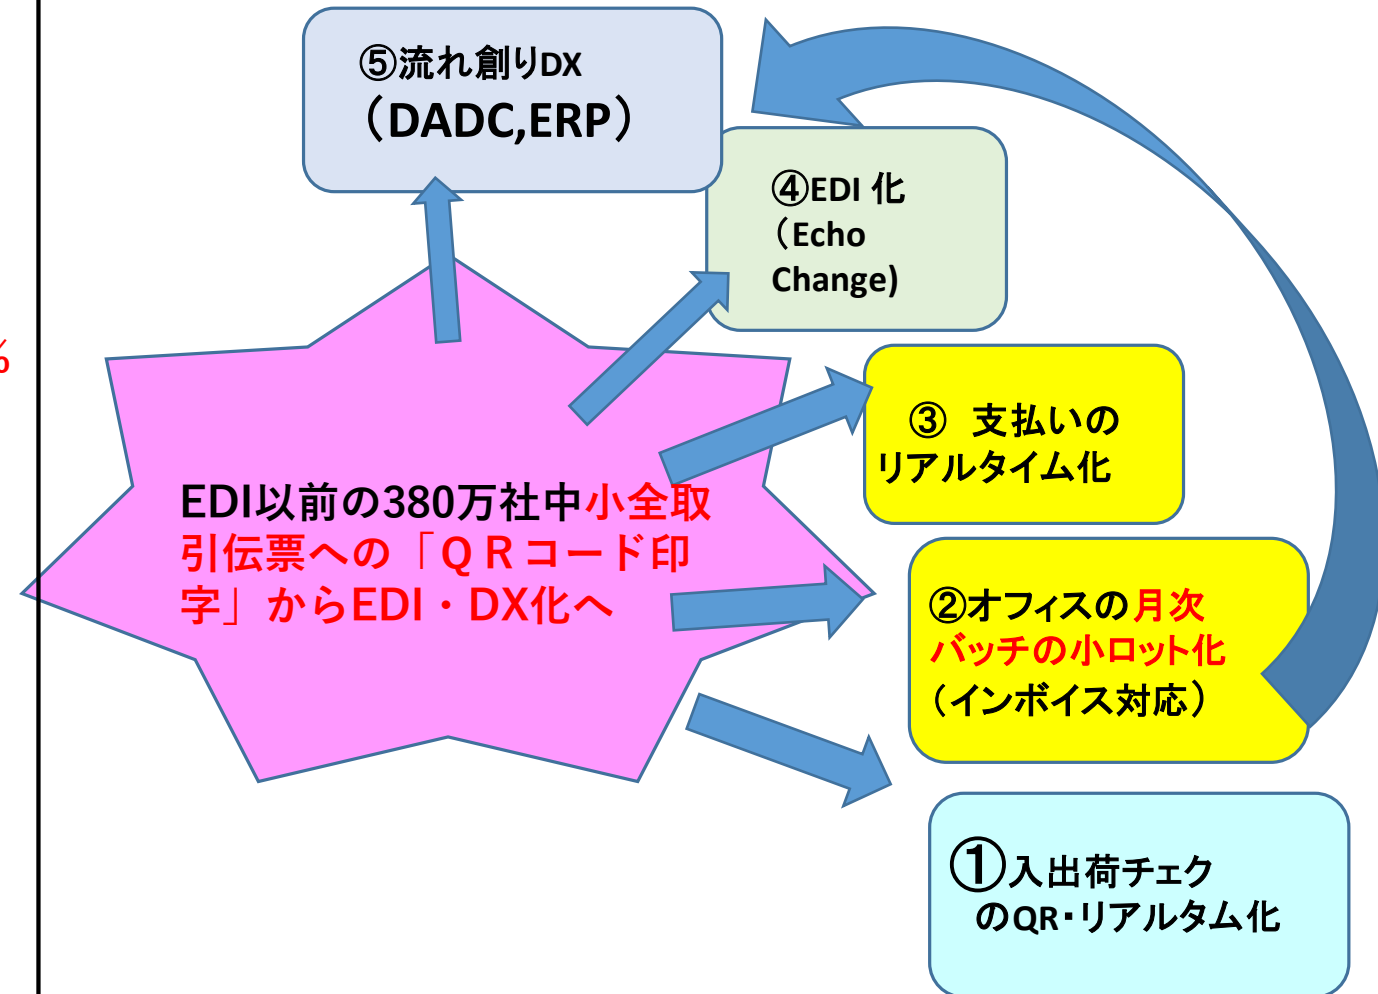 ⑤流れ創りDX
（DADC,ERP）
④EDI 化
（Echo
Change)
%
③　支払いの
リアルタイム化
EDI以前の380万社中小全取
引伝票への「ＱＲコード印
字」からEDI・DX化へ
②オフィスの月次
バッチの小ロット化
（インボイス対応）
①入出荷チェク
のQR・リアルタム化